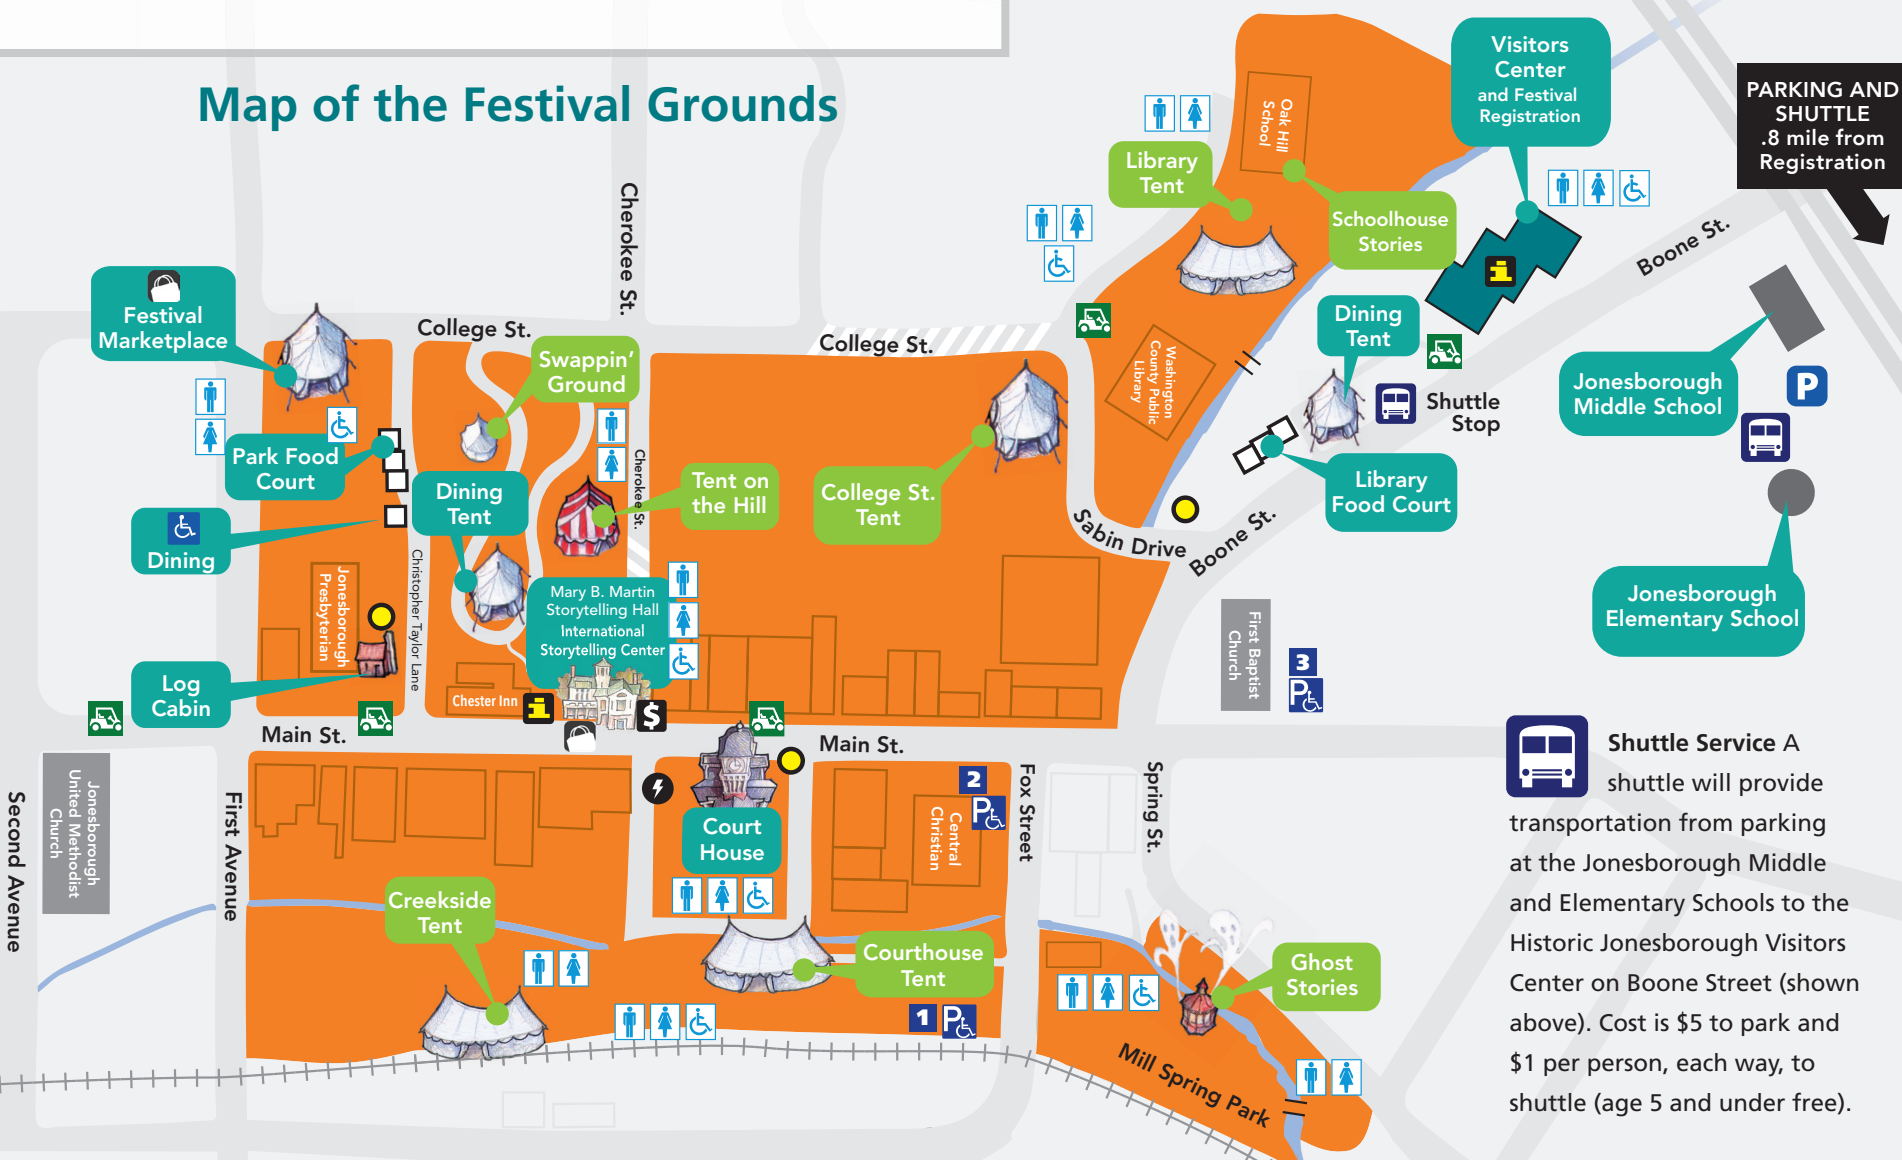 Map of the Festival Grounds
Visitors
Center
and Festival
Registration
PARKING AND
SHUTTLE
.8 mile from
Registration
Oak Hill
School
Library
Tent
Schoolhouse
Stories
Boone St.
Cherokee St.
Festival
Marketplace
College St.
Swappin'
Ground
College St.
Washington
County Public
Library
Dining
Tent
Shuttle
Stop
Jonesborough
Middle School
P
Park Food
Court
Dining
Tent
Cherokee St.
Tent on
the Hill
College St.
Tent
Library
Food Court
Sabin Drive
Boone St.
Dining
Christopher Taylor Lane
Jonesborough
Presbyterian
Mary B. Martin
Storytelling Hall
International
Storytelling Center
First Baptist
Church
Jonesborough
Elementary School
3
P
Log
Cabin
Chester Inn
i
$
Main St.
Main St.
Shuttle Service A
shuttle will provide
transportation from parking
at the Jonesborough Middle
and Elementary Schools to the
Historic Jonesborough Visitors
Center on Boone Street (shown
above). Cost is $5 to park and
$1 per person, each way, to
shuttle (age 5 and under free).
Second Avenue
Jonesborough
United Methodist
Church
First Avenue
Court
House
2
P
Central
Christian
Fox Street
Spring St.
Creekside
Tent
Courthouse
Tent
1
P
Ghost
Stories
Mill Spring Park
i